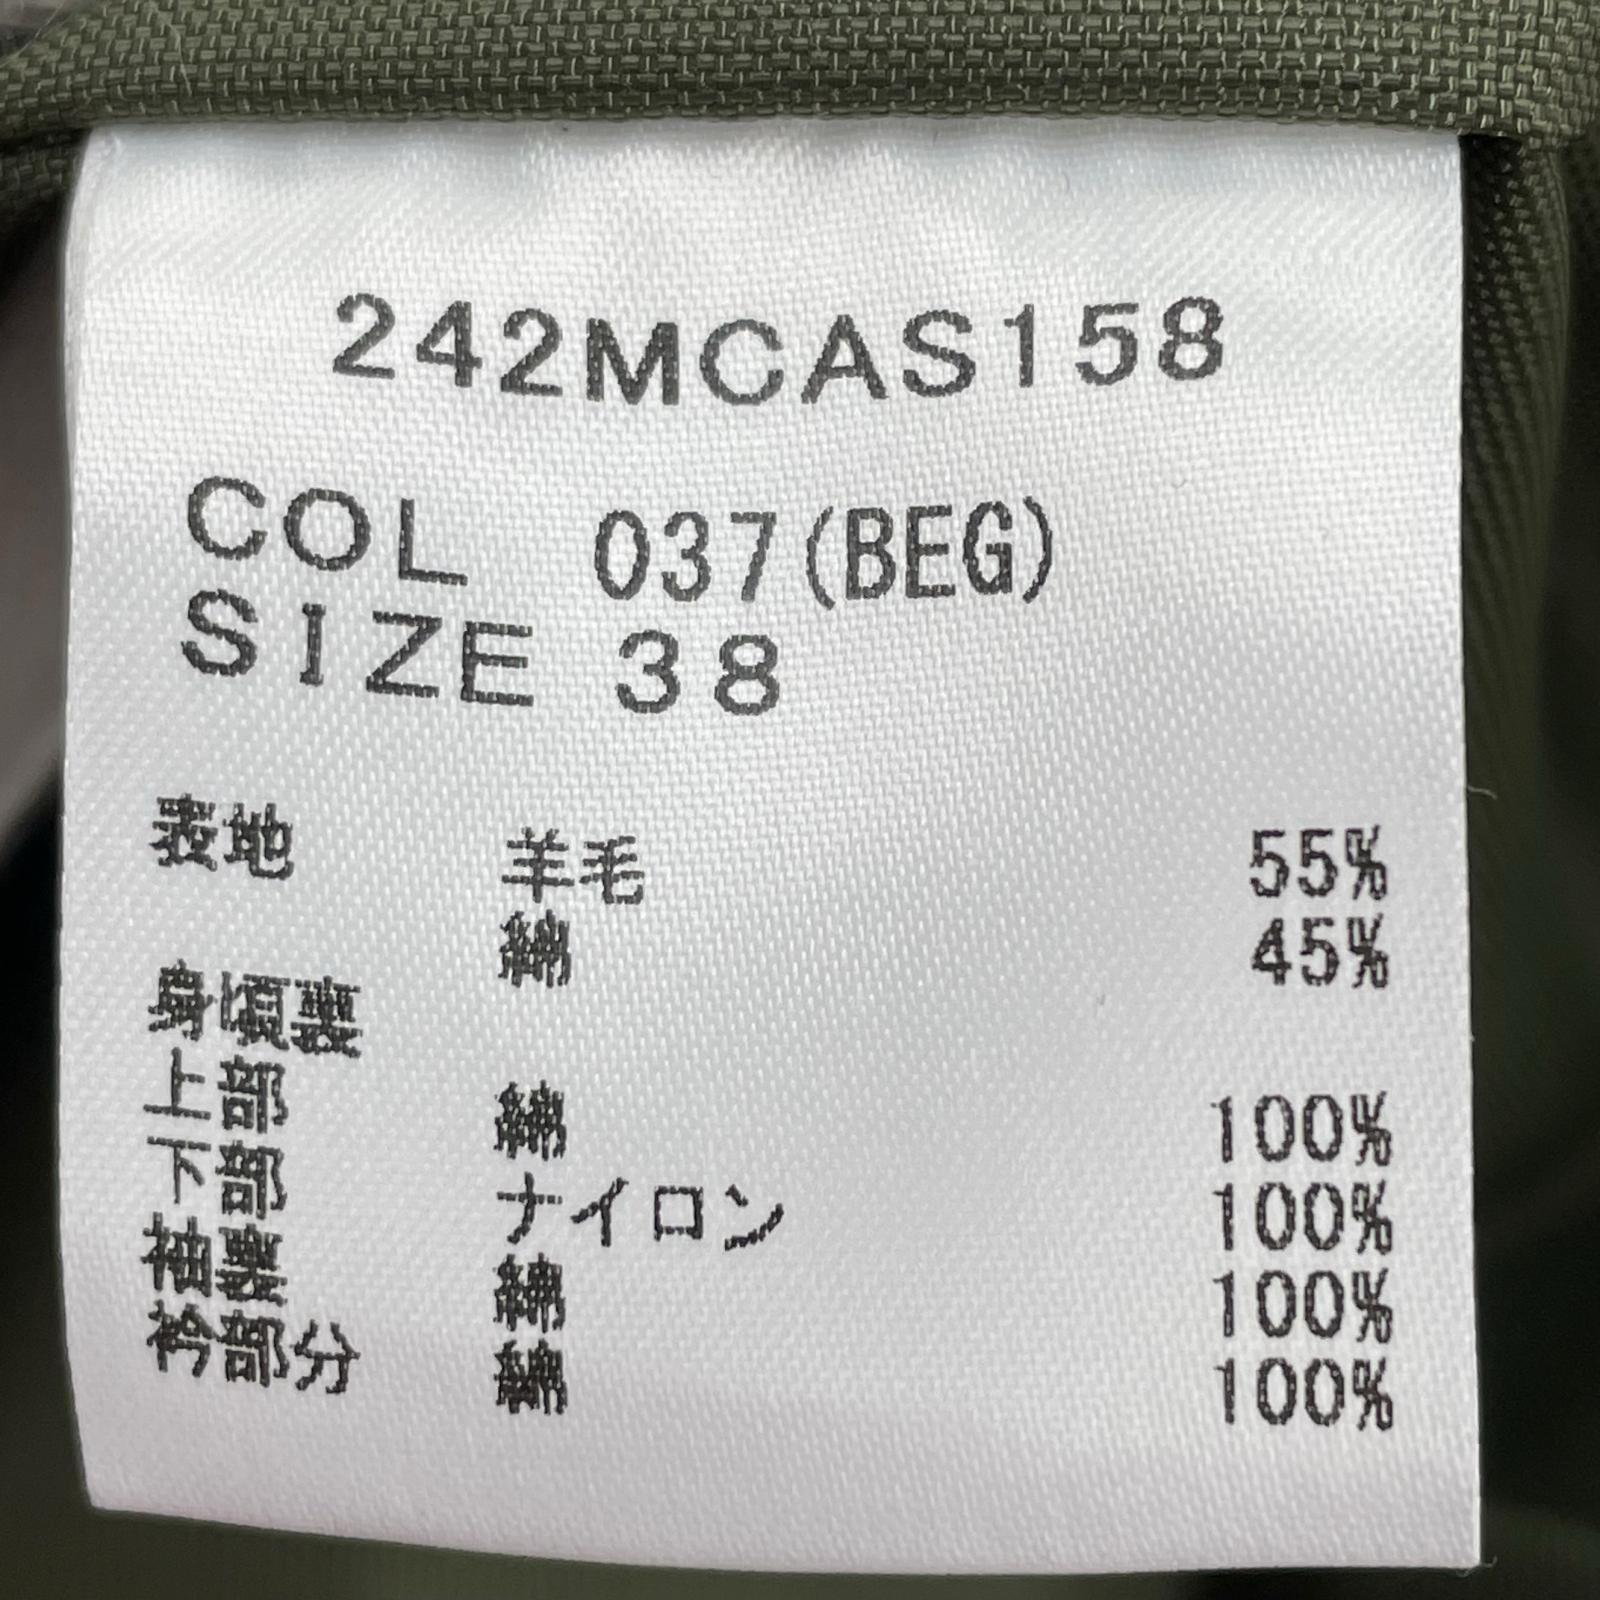 242MCAS158
COL 037(BEG)
SIZE 38
表地 羊毛 55%
綿 45%
身頃裏
上部 綿 100%
下部 ナイロン 100%
袖裏 綿 100%
衿部分 綿 100%